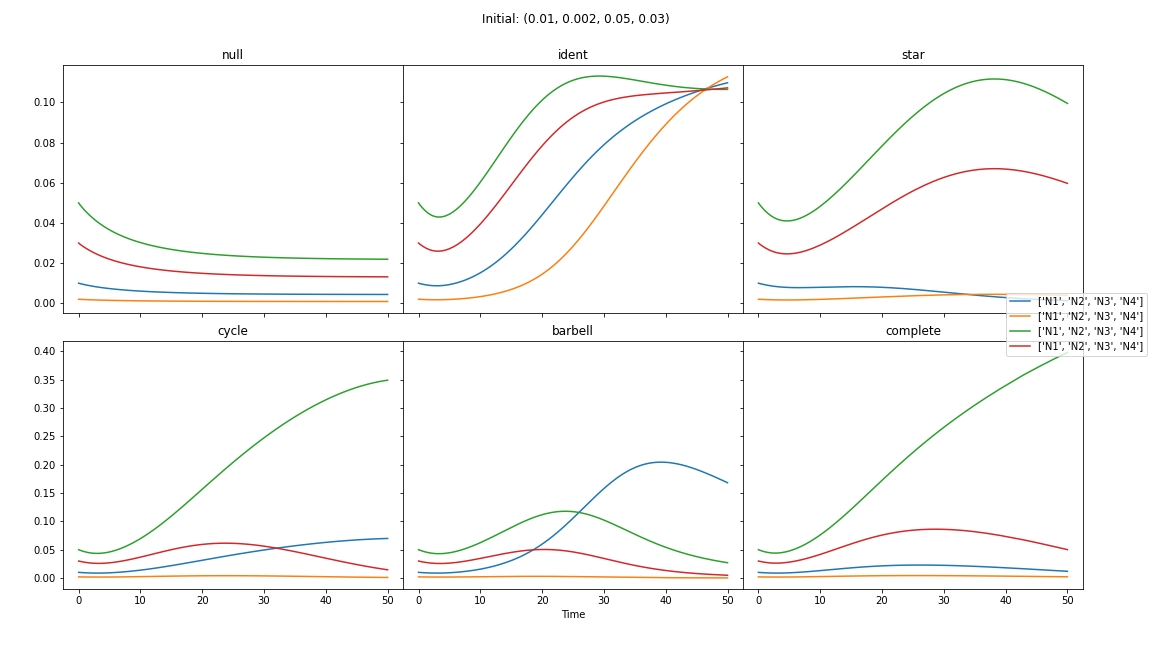 Initial: (0.01, 0.002, 0.05, 0.03)
null
ident
star
0.10
0.08
0.06
0.04
0.02
0.00
['N1', 'N2', 'N3', 'N4']
['N1', 'N2', 'N3', 'N4']
['N1', 'N2', 'N3', 'N4']
['N1', 'N2', 'N3', 'N4']
cycle
barbell
complete
0.40
0.35
0.30
0.25
0.20
0.15
0.10
0.05
0.00
0 10 20 30 40 50
0 10 20 30 40 50
0 10 20 30 40 50
Time